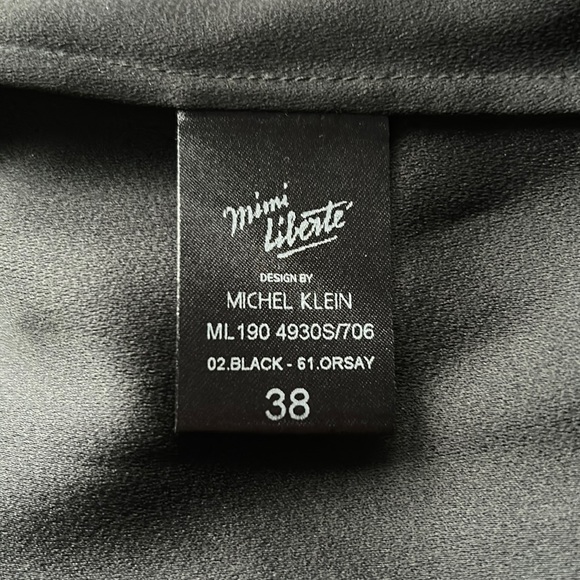 mimi
liberté
DESIGN BY
MICHEL KLEIN
ML190 4930S/706
02.BLACK - 61.ORSAY
38